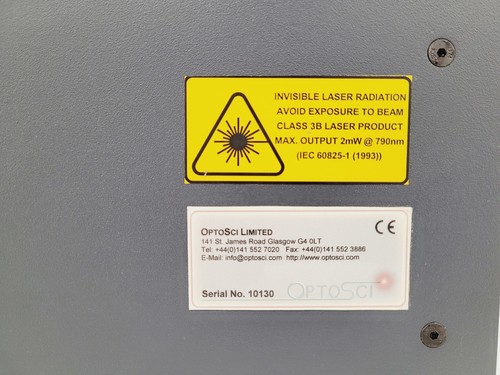 INVISIBLE LASER RADIATION
AVOID EXPOSURE TO BEAM
CLASS 3B LASER PRODUCT
MAX. OUTPUT 2mW @ 790nm
(IEC 60825-1 (1993))
OPTOSCI LIMITED
CE
141 St. James Road Glasgow G4 0LT
Tel: +44(0)141 552 7020 Fax: +44(0)141 552 3886
E-Mail: info@optosci.com http://www.optosci.com
Serial No. 10130
OPTOSCI